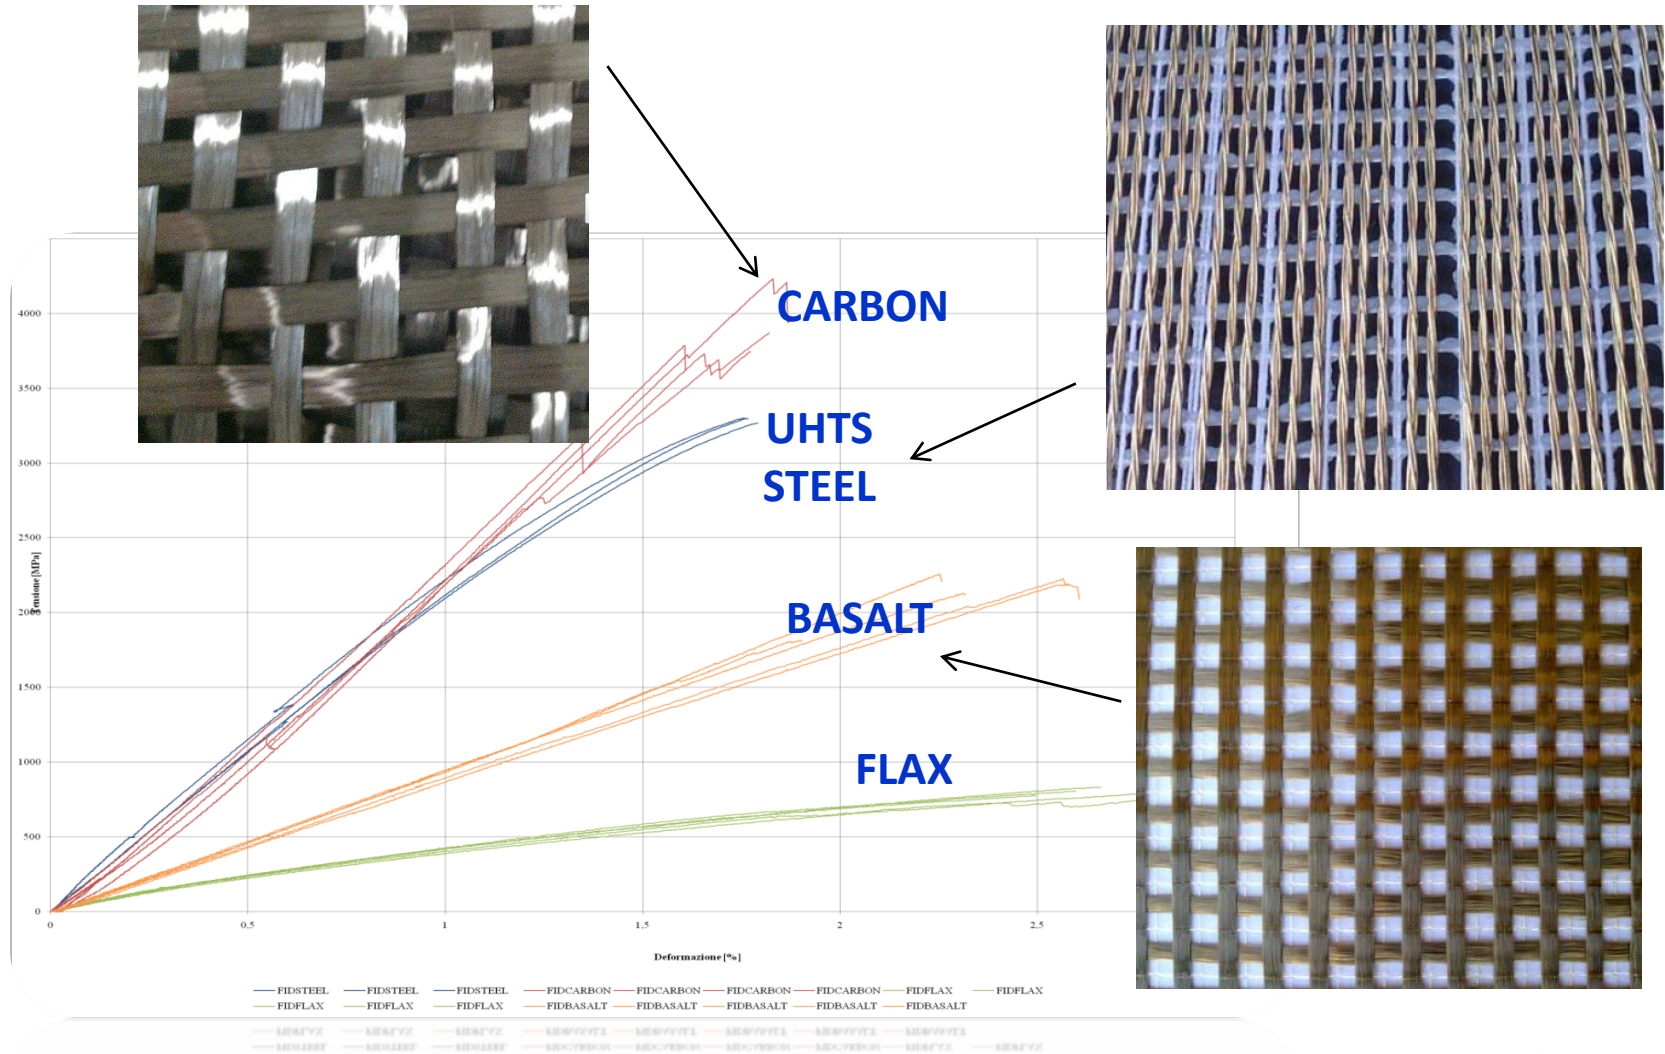 CARBON
UHTS
STEEL
BASALT
FLAX
Tensione [MPa]
4000
3500
3000
2500
2000
1500
1000
500
0
0 0.5 1 1.5 2 2.5
Deformazione [%]
FIDSTEEL FIDSTEEL FIDSTEEL FIDCARBON FIDCARBON FIDCARBON FIDCARBON FIDFLAX FIDFLAX
FIDFLAX FIDFLAX FIDFLAX FIDBASALT FIDBASALT FIDBASALT FIDBASALT FIDBASALT